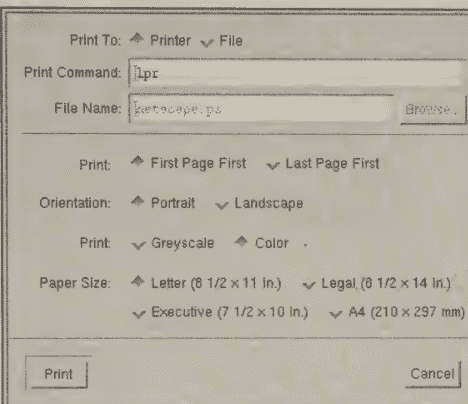 Print To: Printer File
Print Command: lpr
File Name: netscape.ps Browse.
Print: First Page First Last Page First
Orientation: Portrait Landscape
Print: Greyscale Color
Paper Size: Letter (8 1/2 x 11 in.) Legal (8 1/2 x 14 in.)
Executive (7 1/2 x 10 in.) A4 (210 x 297 mm)
Print Cancel